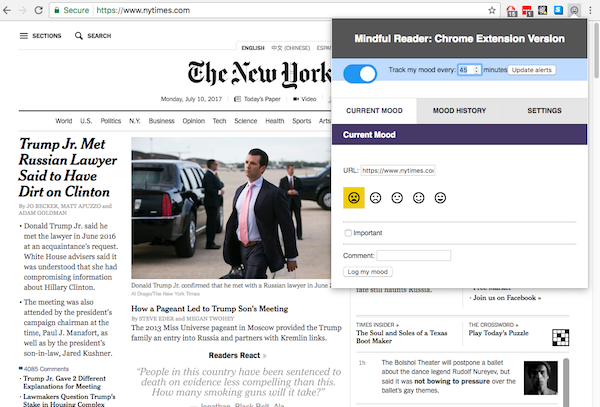 Secure https://www.nytimes.com
15
1
SECTIONS
SEARCH
ENGLISH 中文 (CHINESE) ESPA
The New York
Monday, July 10, 2017
Today's Paper
Video
World U.S. Politics N.Y. Business Opinion Tech Science Health Sports Arts
Trump Jr. Met
Russian Lawyer
Said to Have
Dirt on Clinton
By JO BECKER, MATT APUZZO and
ADAM GOLDMAN
• Donald Trump Jr. said he
met the lawyer in June 2016
at an acquaintance's request.
White House advisers said it
was understood that she had
compromising information
about Hillary Clinton.
• The meeting was also
attended by the president's
campaign chairman at the
time, Paul J. Manafort, as
well as by the president's
son-in-law, Jared Kushner.
4085 Comments
• Trump Jr. Gave 2 Different
Explanations for Meeting
• Lawmakers Question Trump's
Stake in Housing Complex
Donald Trump Jr. confirmed that he met with a Russian lawyer in June 2
Al Drago/The New York Times
How a Pageant Led to Trump Son's Meeting
By STEVE EDER and MEGAN TWOHEY
The 2013 Miss Universe pageant in Moscow provided the Trump
family an entry into Russia and partners with Kremlin links.
Readers React »
"People in this country have been sentenced to
death on evidence less compelling than this.
How many smoking guns will it take?"
— Jonathan, Black Belt, Ala.
Mindful Reader: Chrome Extension Version
Track my mood every: 45 minutes Update alerts
CURRENT MOOD
MOOD HISTORY
SETTINGS
Current Mood
URL: https://www.nytimes.coi
Important
Comment:
Log my mood
fate still haunts Russia.
Free Market
• Join us on Facebook »
TIMES INSIDER »
The Soul and Soles of a Texas
Boot Maker
THE CROSSWORD »
Play Today's Puzzle
1h
The Bolshoi Theater will postpone a ballet
about the dance legend Rudolf Nureyev, but
said it was not bowing to pressure over the
ballet's gay themes.